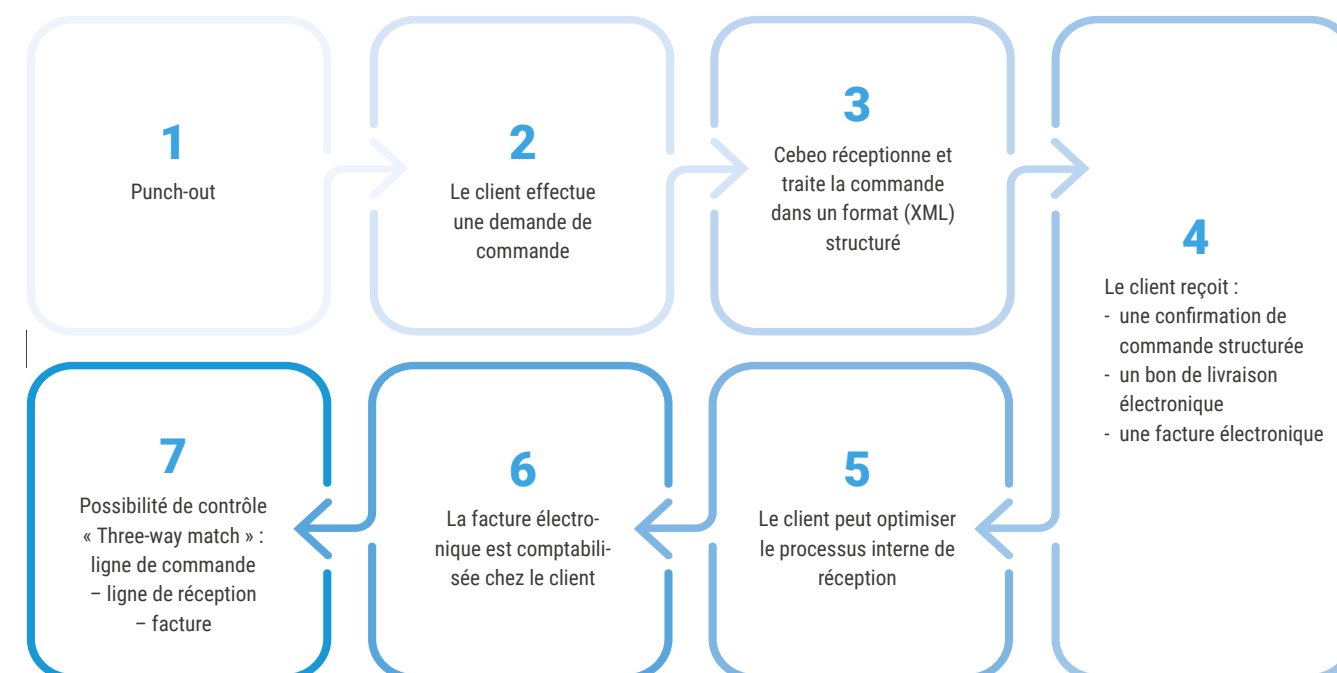 1
Punch-out
2
Le client effectue
une demande de
commande
3
Cebeo réceptionne et
traite la commande
dans un format (XML)
structuré
4
Le client reçoit :
- une confirmation de
commande structurée
- un bon de livraison
électronique
- une facture électronique
5
Le client peut optimiser
le processus interne de
réception
6
La facture électro-
nique est comptabili-
sée chez le client
7
Possibilité de contrôle
« Three-way match » :
ligne de commande
– ligne de réception
– facture